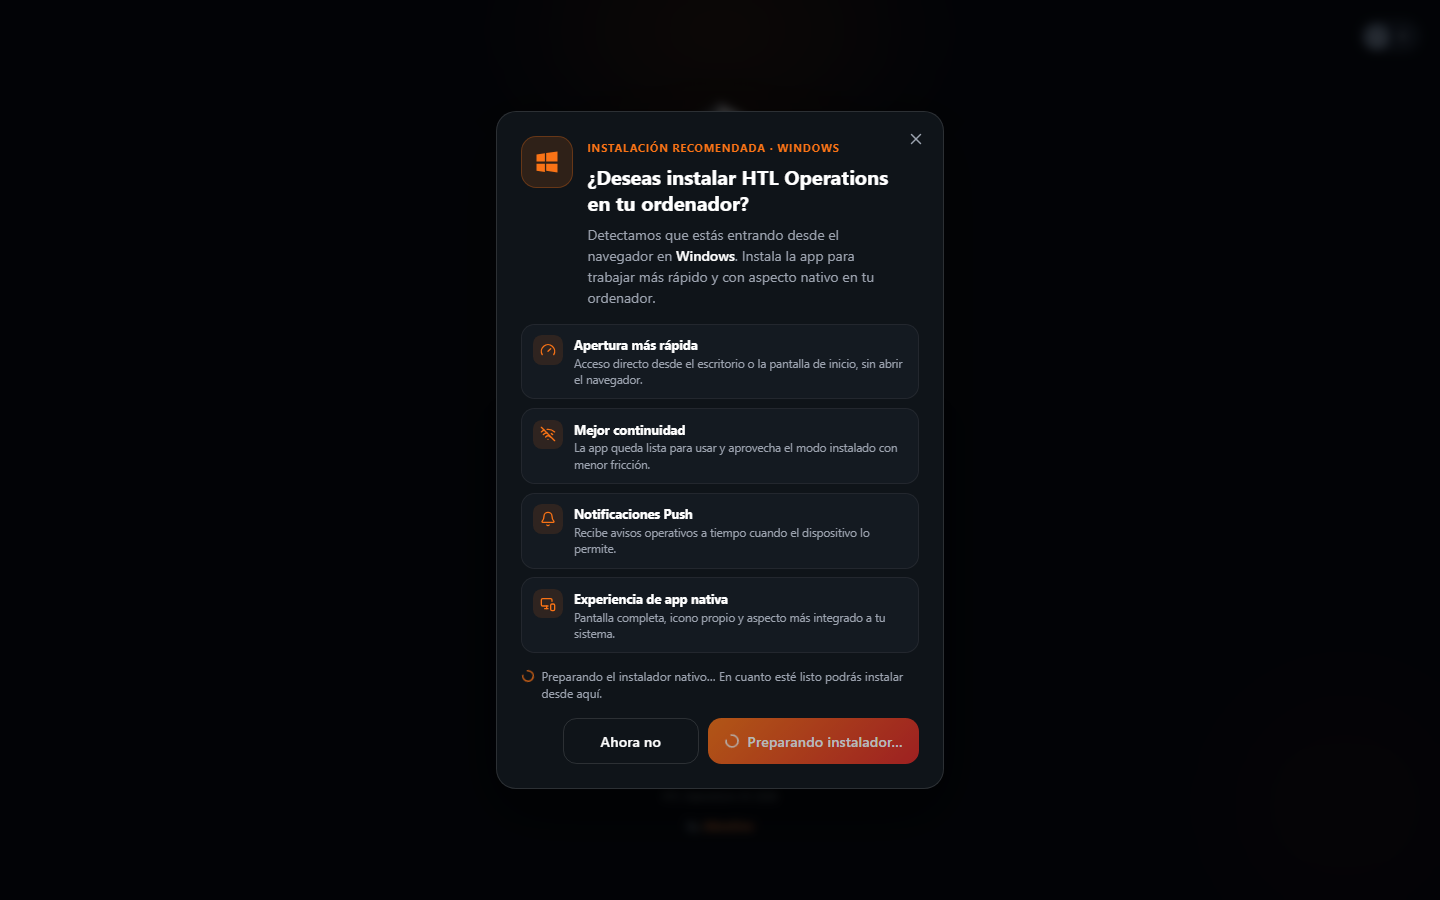 INSTALACIÓN RECOMENDADA · WINDOWS
¿Deseas instalar HTL Operations
en tu ordenador?
Detectamos que estás entrando desde el
navegador en Windows. Instala la app para
trabajar más rápido y con aspecto nativo en tu
ordenador.
Apertura más rápida
Acceso directo desde el escritorio o la pantalla de inicio, sin abrir
el navegador.
Mejor continuidad
La app queda lista para usar y aprovecha el modo instalado con
menor fricción.
Notificaciones Push
Recibe avisos operativos a tiempo cuando el dispositivo lo
permite.
Experiencia de app nativa
Pantalla completa, icono propio y aspecto más integrado a tu
sistema.
Preparando el instalador nativo... En cuanto esté listo podrás instalar
desde aquí.
Ahora no
Preparando instalador...